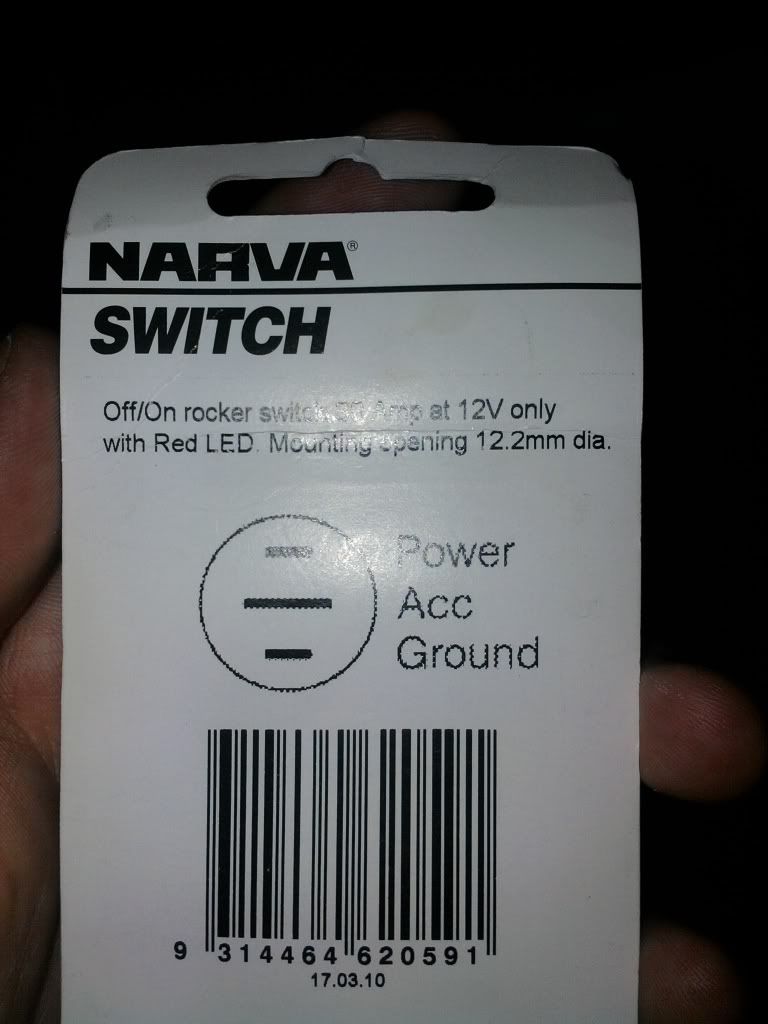 NARVA®
SWITCH
Off/On rocker switch Amp at 12V only
with Red LED. Mounting opening 12.2mm dia.
Power
Acc
Ground
9 314464 620591
17.03.10